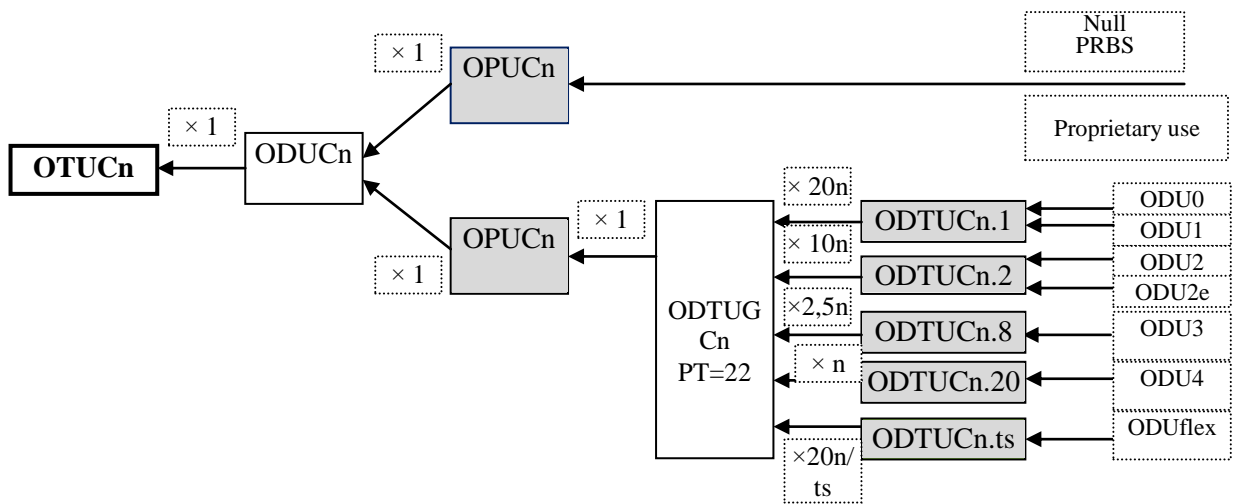 Null
PRBS
× 1
OPUCn
× 1
Proprietary use
ODUCn
OTUCn
× 20n
ODU0
ODTUCn.1
× 1
ODU1
× 10n
OPUCn
ODU2
× 1
ODTUCn.2
ODU2e
ODTUG
Cn
PT=22
×2,5n
ODTUCn.8
ODU3
× n
ODTUCn.20
ODU4
ODTUCn.ts
ODUflex
×20n/
ts